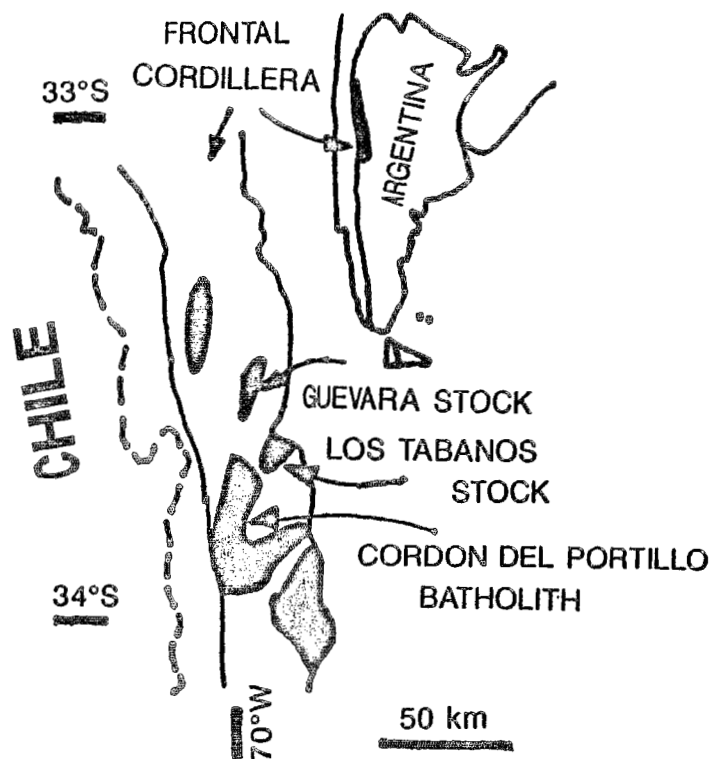 FRONTAL
CORDILLERA
33°S
ARGENTINA
CHILE
GUEVARA STOCK
LOS TABANOS
STOCK
CORDON DEL PORTILLO
BATHOLITH
34°S
70°W
50 km